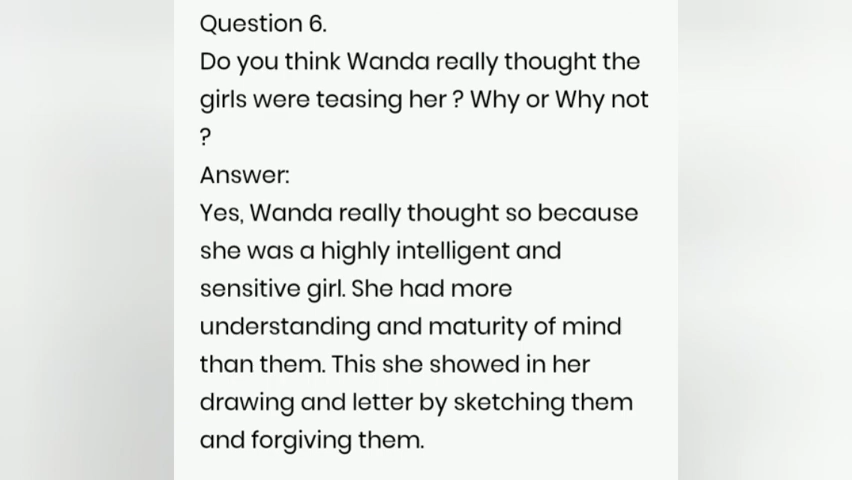 Question 6.
Do you think Wanda really thought the
girls were teasing her ? Why or Why not
?
Answer:
Yes, Wanda really thought so because
she was a highly intelligent and
sensitive girl. She had more
understanding and maturity of mind
than them. This she showed in her
drawing and letter by sketching them
and forgiving them.